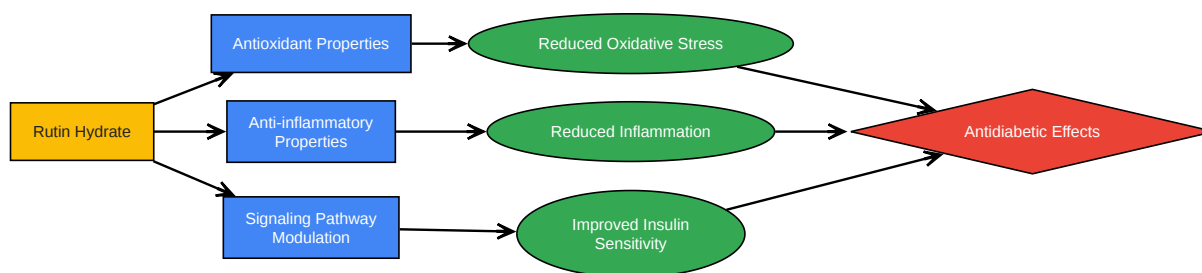 Antioxidant Properties
Reduced Oxidative Stress
Rutin Hydrate
Anti-inflammatory
Properties
Reduced Inflammation
Antidiabetic Effects
Signaling Pathway
Modulation
Improved Insulin
Sensitivity